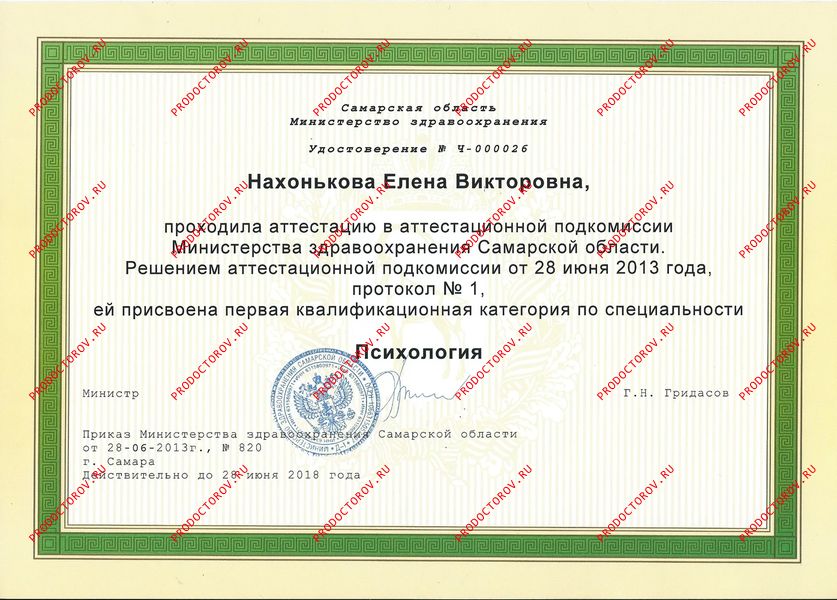 Самарская область
Министерство здравоохранения
Удостоверение № Ч-000026
Нахонькова Елена Викторовна,
проходила аттестацию в аттестационной подкомиссии
Министерства здравоохранения Самарской области.
Решением аттестационной подкомиссии от 28 июня 2013 года,
протокол № 1,
ей присвоена первая квалификационная категория по специальности
Психология
Министр
Г.Н. Гридасов
Приказ Министерства здравоохранения Самарской области
от 28-06-2013г., № 820
г. Самара
Действительно до 28 июня 2018 года
PRODOCTOROV.RU